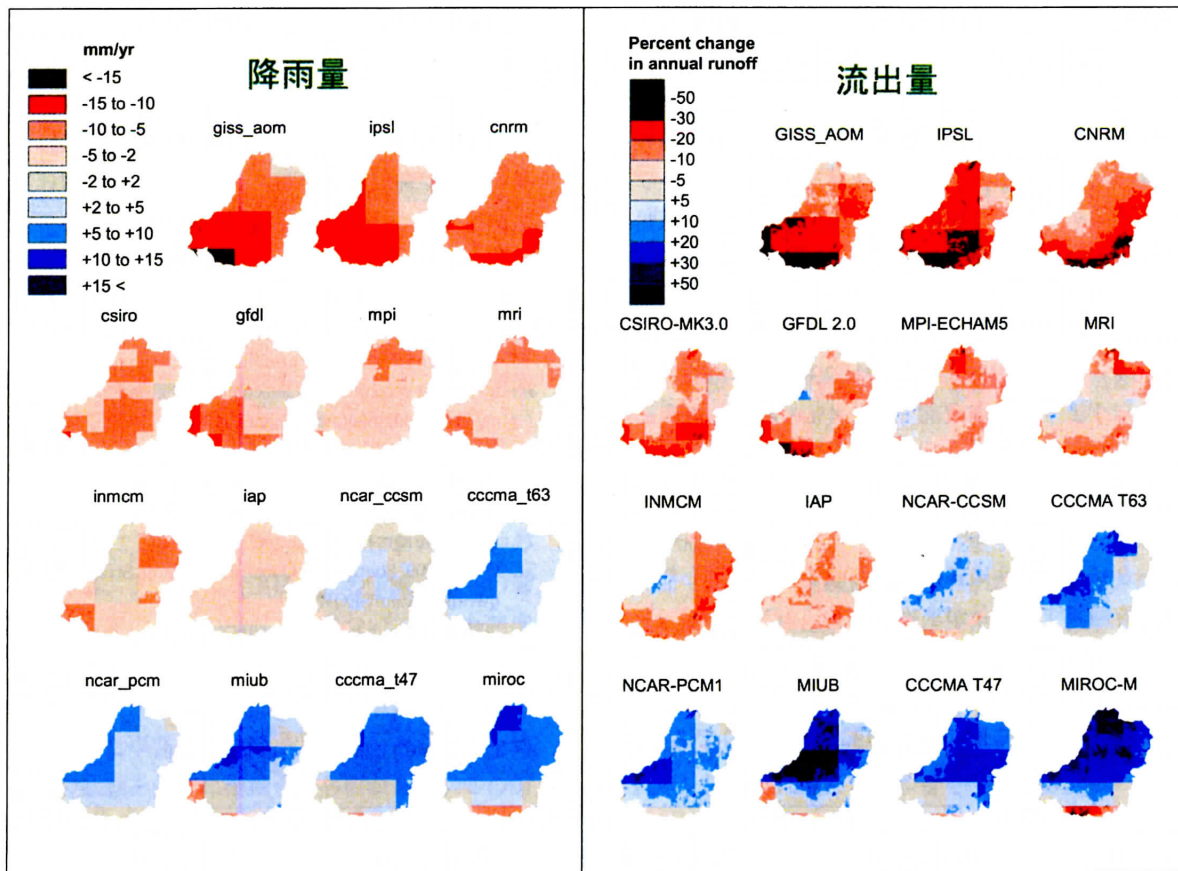 mm/yr
降雨量
< -15
-15 to -10
-10 to -5
-5 to -2
-2 to +2
+2 to +5
+5 to +10
+10 to +15
+15 <
giss_aom ipsl cnrm
csiro gfdl mpi mri
inmcm iap ncar_ccsm cccma_t63
ncar_pcm miub cccma_t47 miroc
Percent change
in annual runoff
流出量
-50
-30
-20
-10
-5
+5
+10
+20
+30
+50
GISS_AOM IPSL CNRM
CSIRO-MK3.0 GFDL 2.0 MPI-ECHAM5 MRI
INMCM IAP NCAR-CCSM CCCMA T63
NCAR-PCM1 MIUB CCCMA T47 MIROC-M